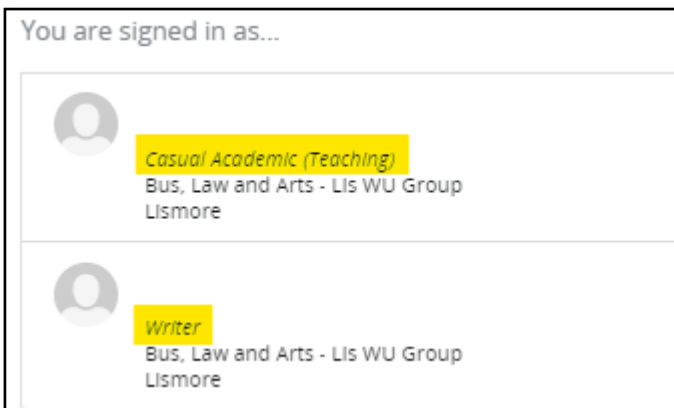 You are signed in as...
Casual Academic (Teaching)
Bus, Law and Arts - Lis WU Group
Lismore
Writer
Bus, Law and Arts - Lis WU Group
Lismore